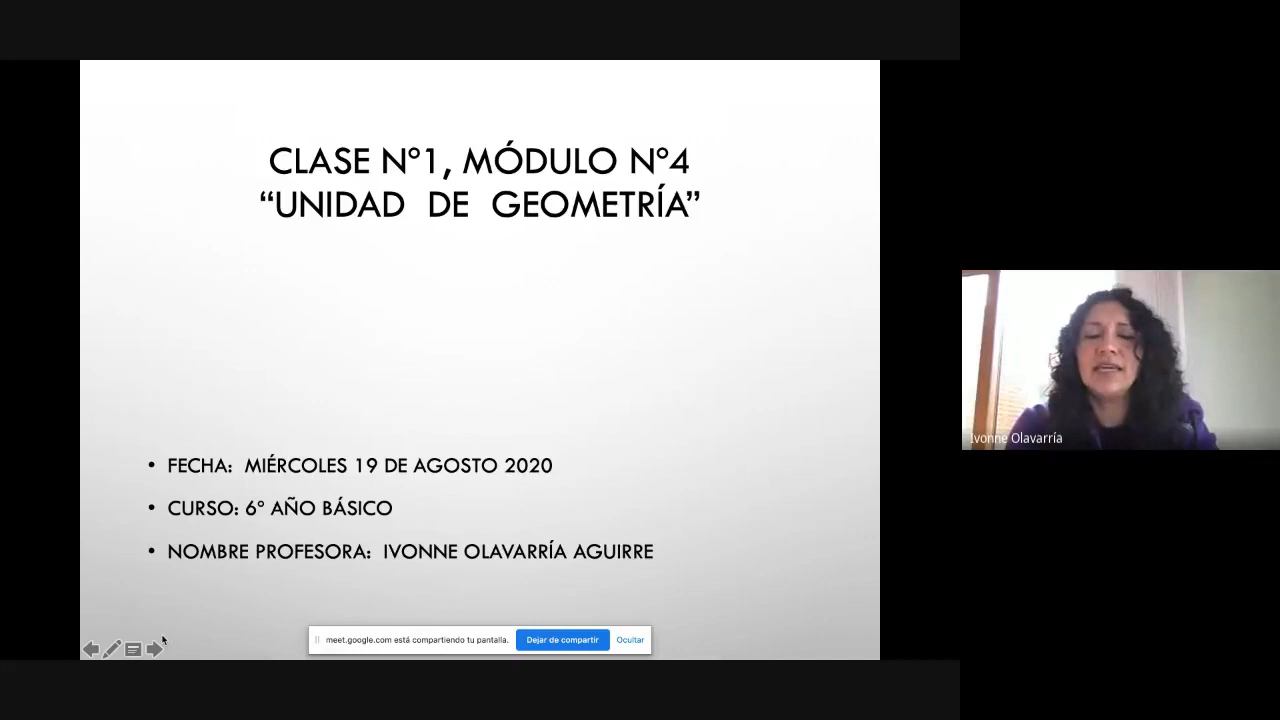 CLASE N°1, MÓDULO N°4
“UNIDAD DE GEOMETRÍA”
• FECHA: MIÉRCOLES 19 DE AGOSTO 2020
• CURSO: 6° AÑO BÁSICO
• NOMBRE PROFESORA: IVONNE OLAVARRÍA AGUIRRE
meet.google.com está compartiendo tu pantalla. Dejar de compartir Ocultar
Ivonne Olavarría